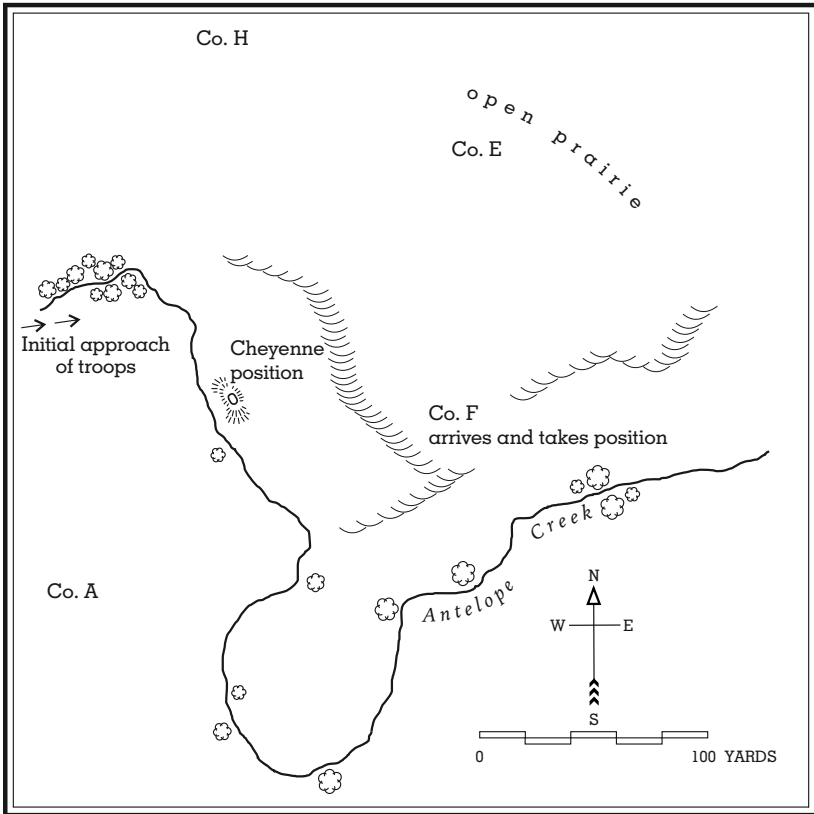 Co. H
open prairie
Co. E
Initial approach
of troops
Cheyenne
position
Co. F
arrives and takes position
Antelope Creek
Co. A
N
W E
S
0 100 YARDS